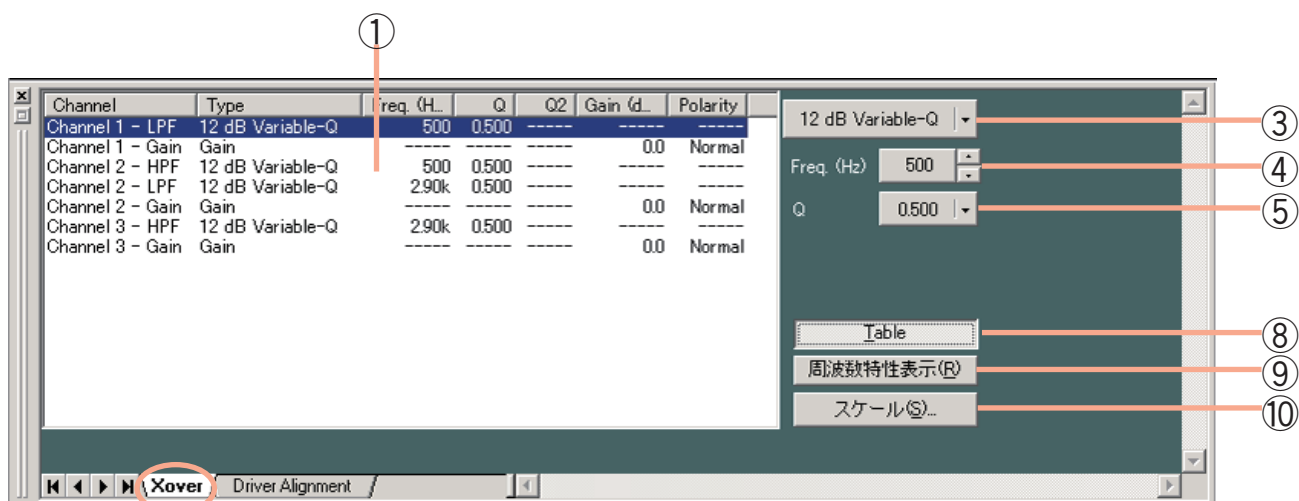 ①
Channel Type Freq. (H... Q Q2 Gain (d... Polarity
Channel 1 - LPF 12 dB Variable-Q 500 0.500 ----- ----- -----
Channel 1 - Gain Gain ----- ----- ----- 0.0 Normal
Channel 2 - HPF 12 dB Variable-Q 500 0.500 ----- ----- -----
Channel 2 - LPF 12 dB Variable-Q 2.90k 0.500 ----- ----- -----
Channel 2 - Gain Gain ----- ----- ----- 0.0 Normal
Channel 3 - HPF 12 dB Variable-Q 2.90k 0.500 ----- ----- -----
Channel 3 - Gain Gain ----- ----- ----- 0.0 Normal
12 dB Variable-Q ③
Freq. (Hz) 500 ④
Q 0.500 ⑤
Table ⑧
周波数特性表示(R) ⑨
スケール(S)... ⑩
Xover Driver Alignment